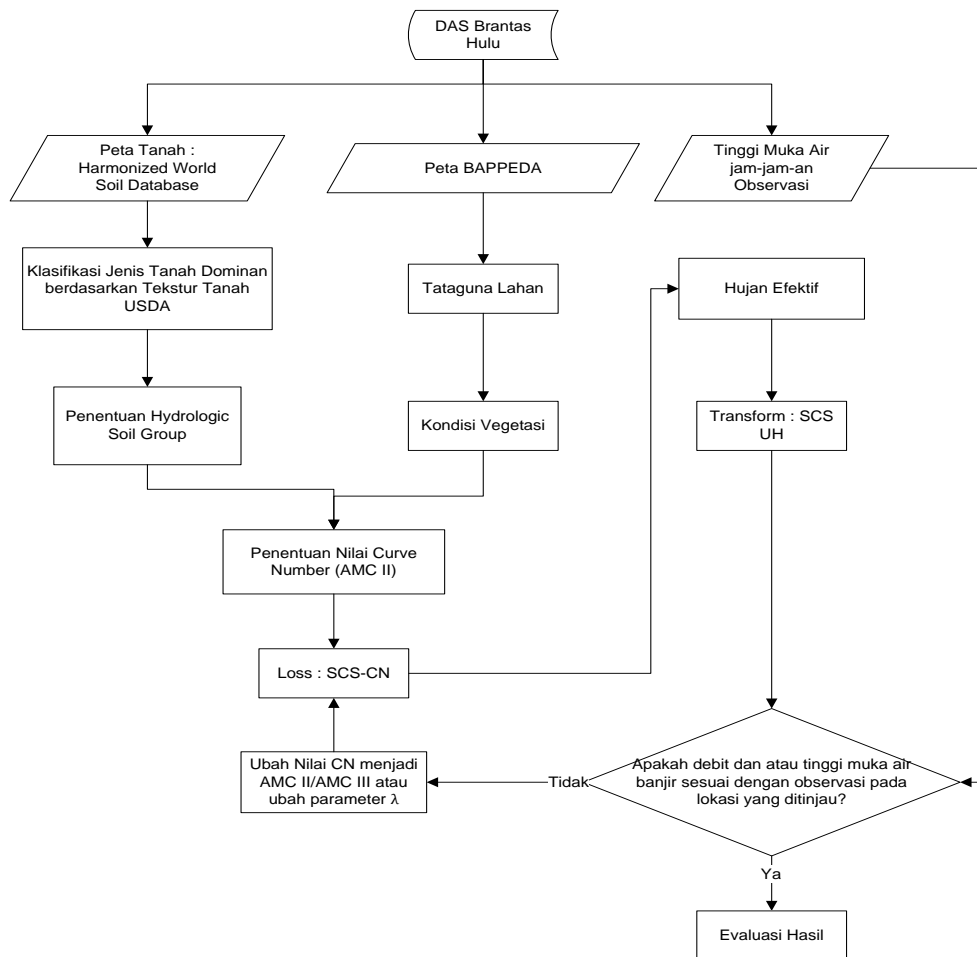 DAS Brantas
Hulu
Peta Tanah :
Harmonized World
Soil Database
Peta BAPPEDA
Tinggi Muka Air
jam-jam-an
Observasi
Klasifikasi Jenis Tanah Dominan
berdasarkan Tekstur Tanah
USDA
Tataguna Lahan
Hujan Efektif
Penentuan Hydrologic
Soil Group
Kondisi Vegetasi
Transform : SCS
UH
Penentuan Nilai Curve
Number (AMC II)
Loss : SCS-CN
Ubah Nilai CN menjadi
AMC II/AMC III atau
ubah parameter λ
Tidak
Apakah debit dan atau tinggi muka air
banjir sesuai dengan observasi pada
lokasi yang ditinjau?
Ya
Evaluasi Hasil